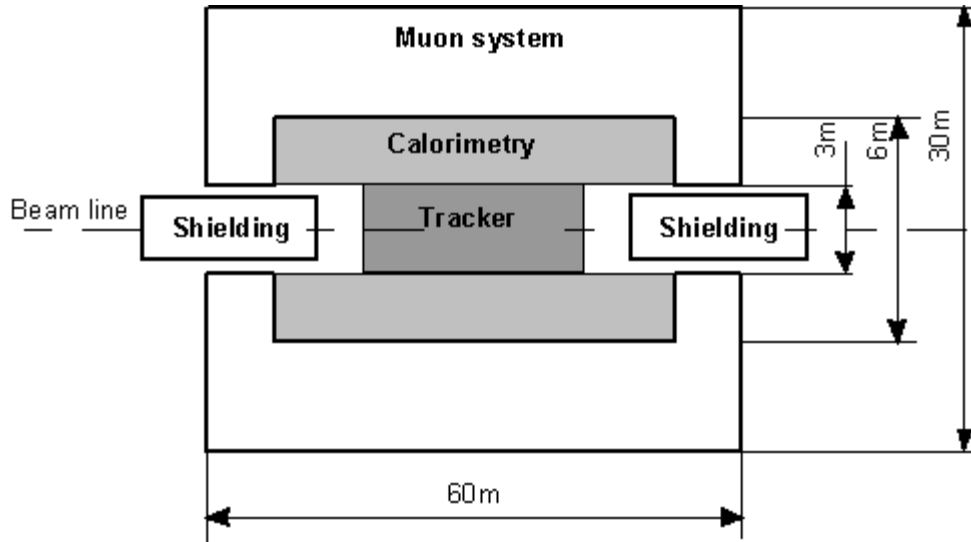 Muon system
Calorimetry
3m
6m
30m
Beam line
Shielding
Tracker
Shielding
60m